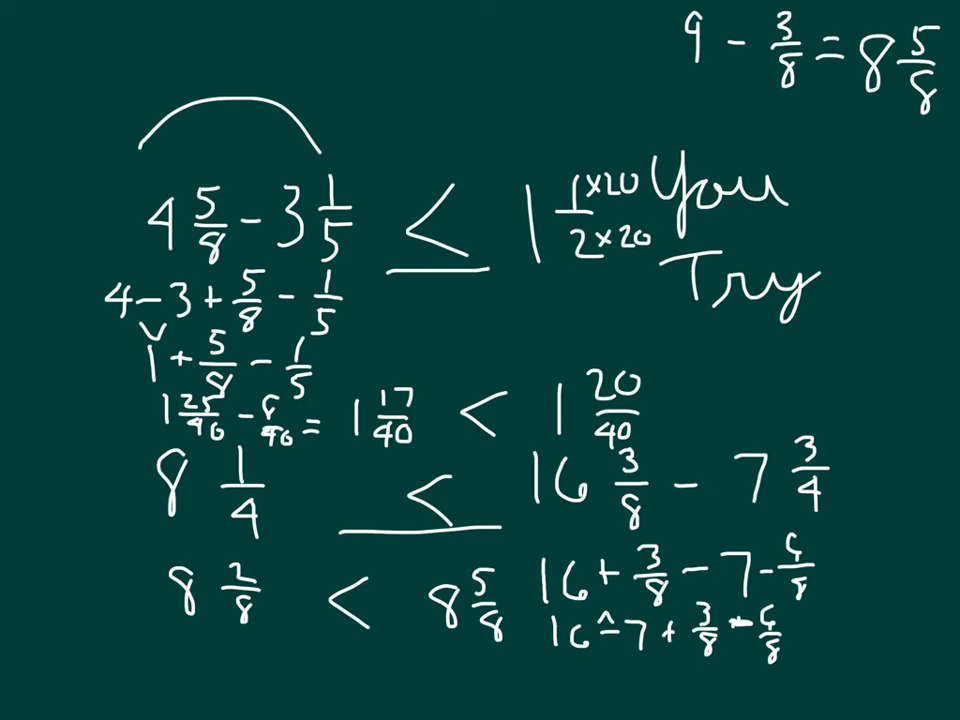 9 - 3/8 = 8 5/8
4 5/8 - 3 1/5 < 1 1/2 ×20 ×20 You
Try
4 - 3 + 5/8 - 1/5
1 + 5/8 - 1/5
1 25/40 - 8/40 = 1 17/40 < 1 20/40
8 1/4 < 16 3/8 - 7 3/4
8 2/8 < 8 5/8 16 + 3/8 - 7 - 6/8
16 - 7 + 3/8 - 6/8